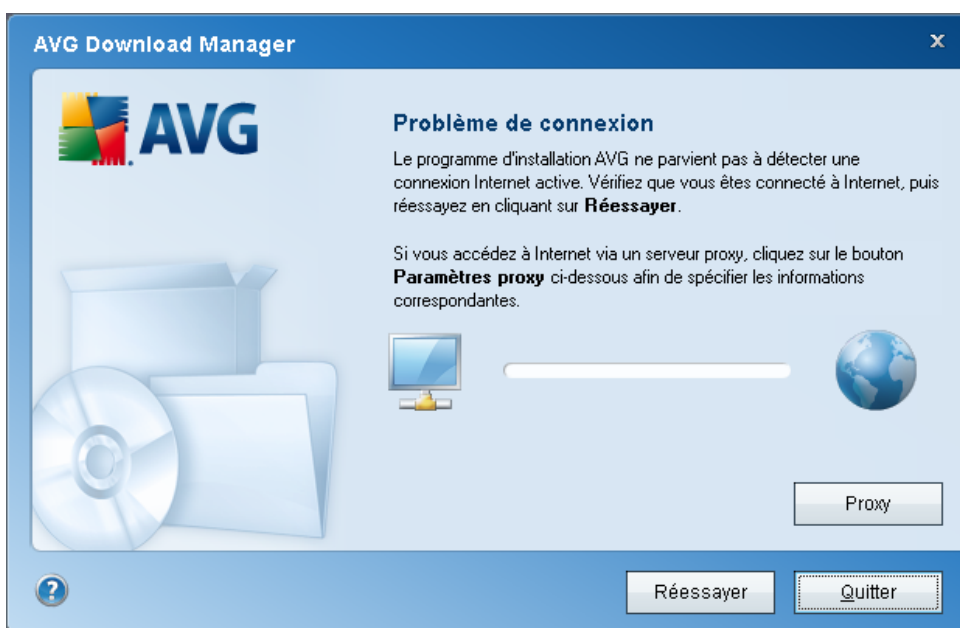 AVG Download Manager
x
AVG
Problème de connexion
Le programme d'installation AVG ne parvient pas à détecter une
connexion Internet active. Vérifiez que vous êtes connecté à Internet, puis
réessayez en cliquant sur Réessayer.
Si vous accédez à Internet via un serveur proxy, cliquez sur le bouton
Paramètres proxy ci-dessous afin de spécifier les informations
correspondantes.
Proxy
?
Réessayer
Quitter